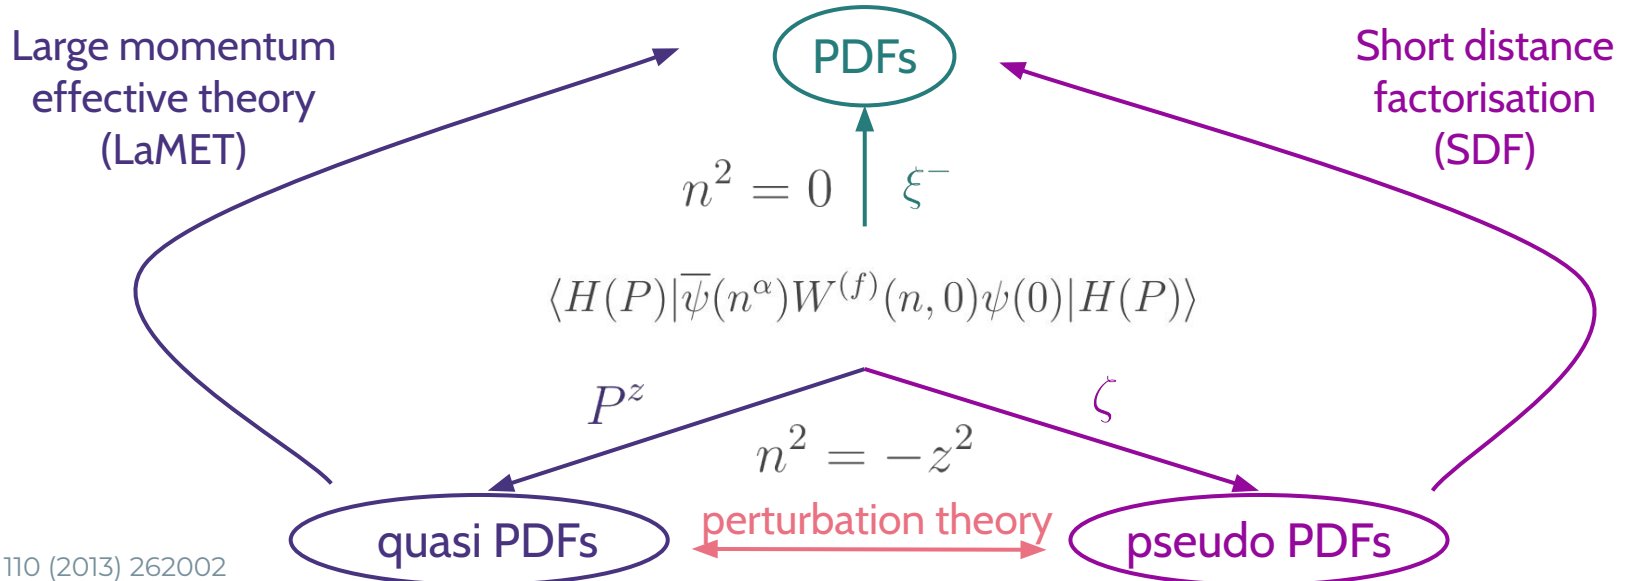 Large momentum
effective theory
(LaMET)
PDFs
Short distance
factorisation
(SDF)
n² = 0
ξ⁻
⟨H(P)|ψ̅(n^α)W^(f)(n, 0)ψ(0)|H(P)⟩
P^z
ζ
n² = −z²
perturbation theory
quasi PDFs
pseudo PDFs
110 (2013) 262002